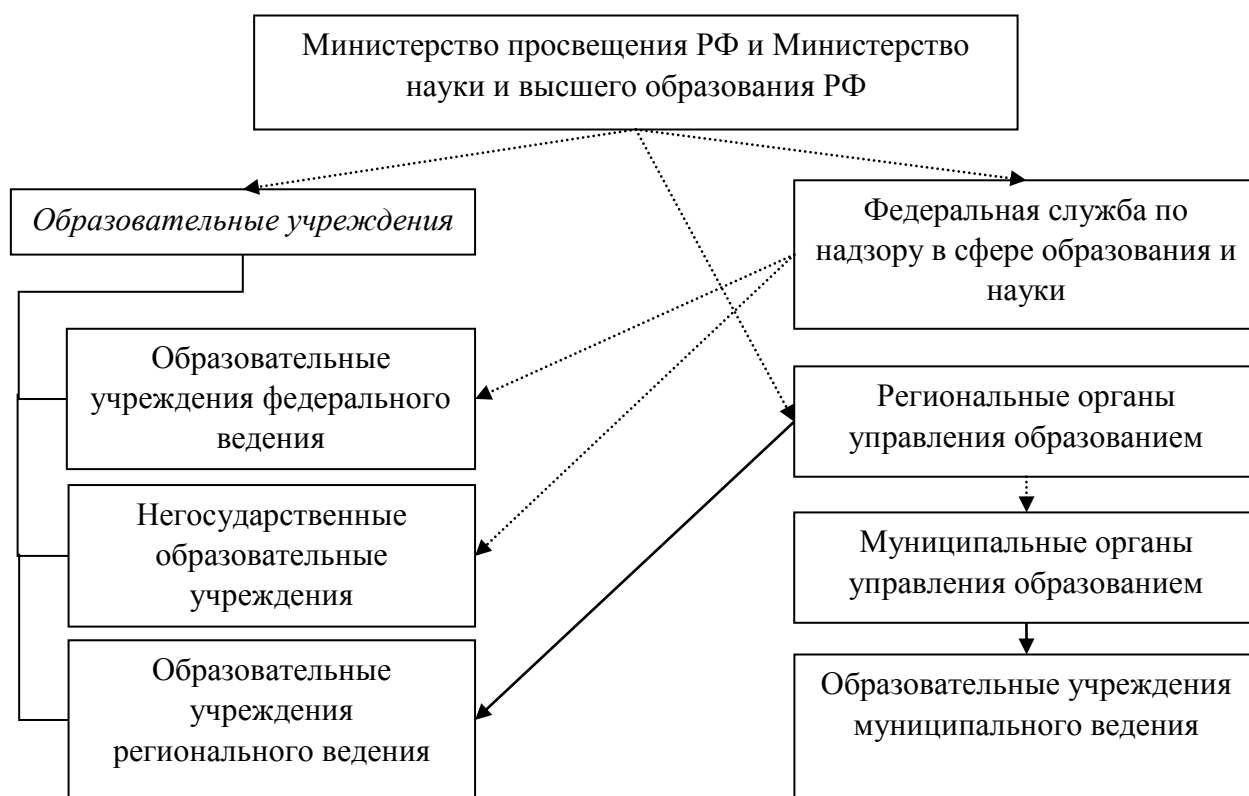 Министерство просвещения РФ и Министерство
науки и высшего образования РФ
Образовательные учреждения
Федеральная служба по
надзору в сфере образования и
науки
Образовательные
учреждения федерального
ведения
Региональные органы
управления образованием
Негосударственные
образовательные
учреждения
Муниципальные органы
управления образованием
Образовательные
учреждения
регионального ведения
Образовательные учреждения
муниципального ведения